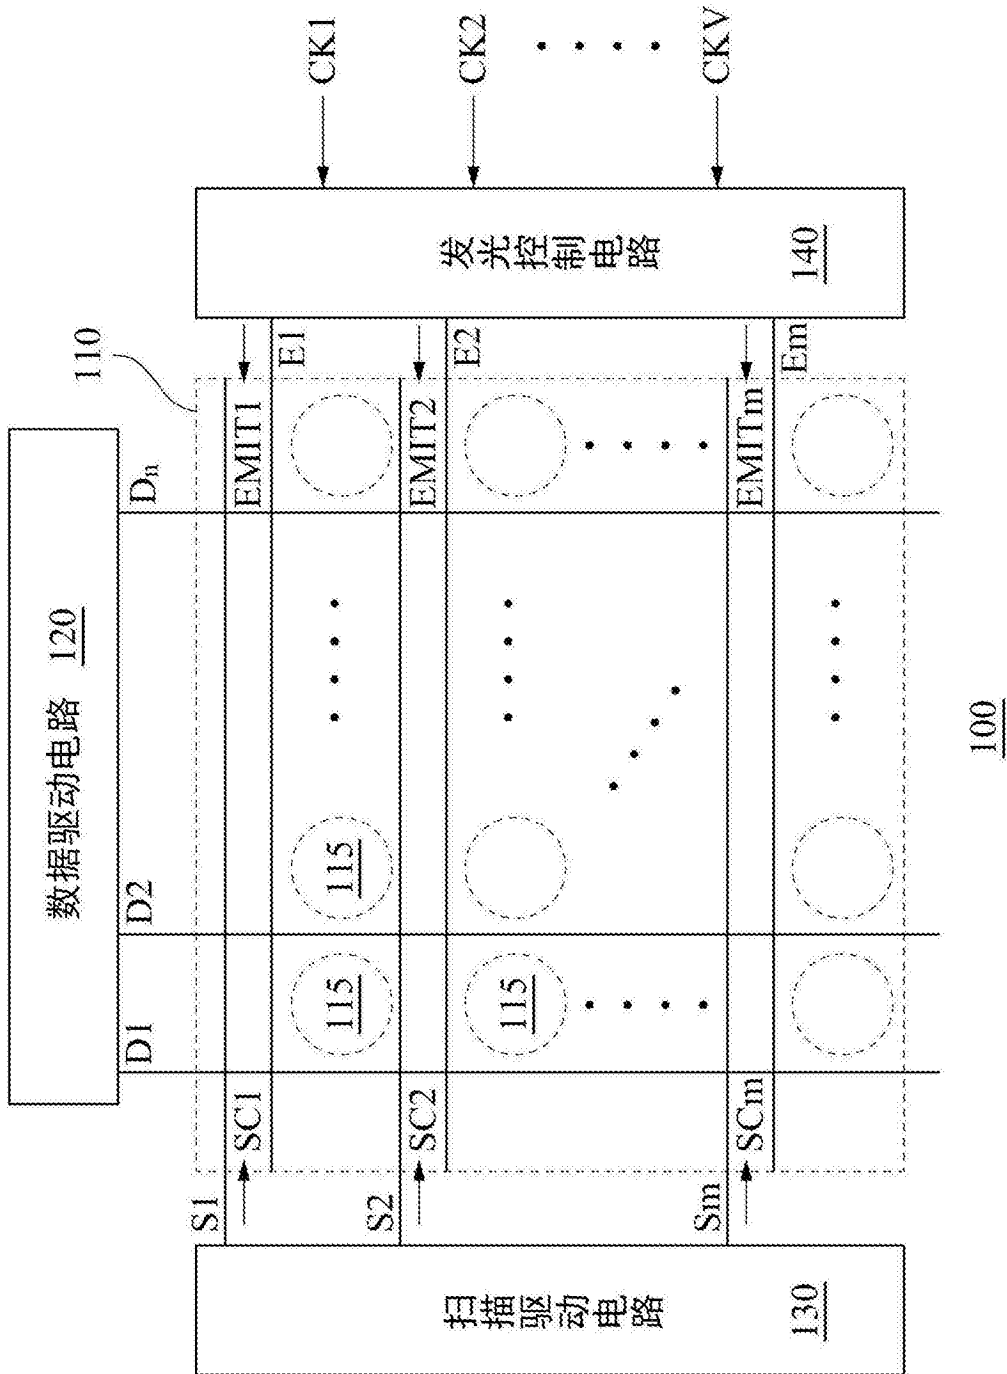 数据驱动电路 120
110
D1
D2
Dn
S1
SC1
EMIT1
E1
CK1
115
115
S2
SC2
EMIT2
E2
CK2
115
Sm
SCm
EMITm
Em
CKV
扫描驱动电路
130
发光控制电路
140
100